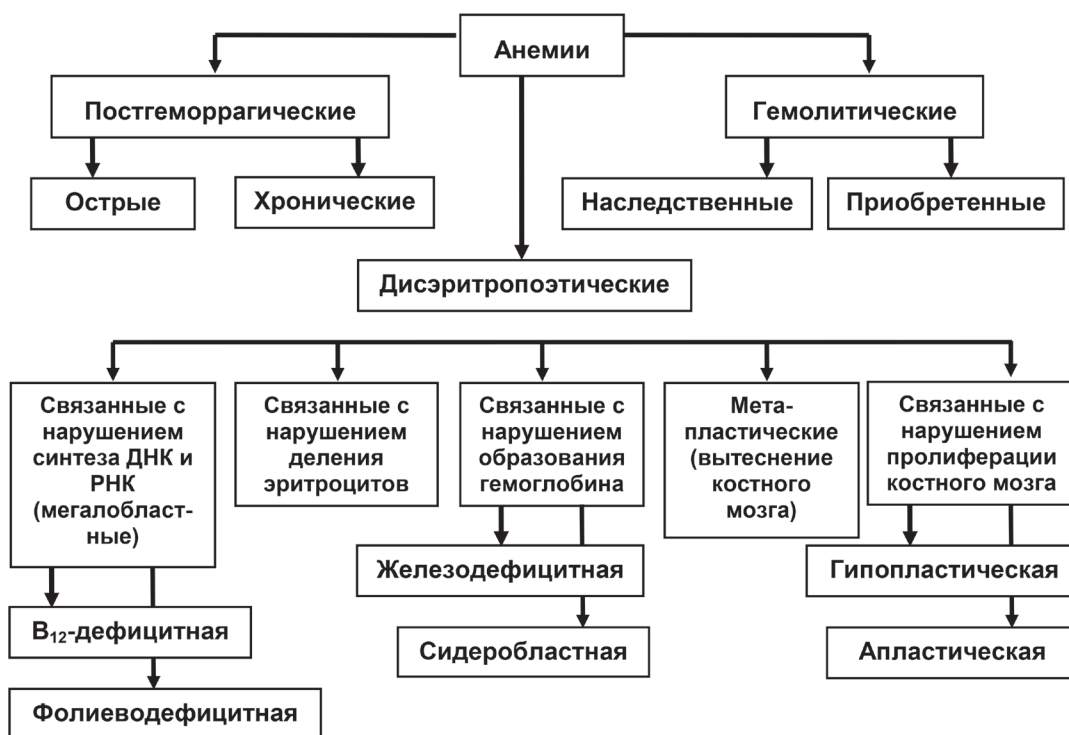 Анемии
Постгеморрагические
Гемолитические
Острые
Хронические
Наследственные
Приобретенные
Дисэритропоэтические
Связанные с
нарушением
синтеза ДНК и
РНК
(мегалобласт-
ные)
Связанные с
нарушением
деления
эритроцитов
Связанные с
нарушением
образования
гемоглобина
Мета-
пластические
(вытеснение
костного
мозга)
Связанные с
нарушением
пролиферации
костного мозга
Железодефицитная
Гипопластическая
В₁₂-дефицитная
Сидеробластная
Апластическая
Фолиеводефицитная